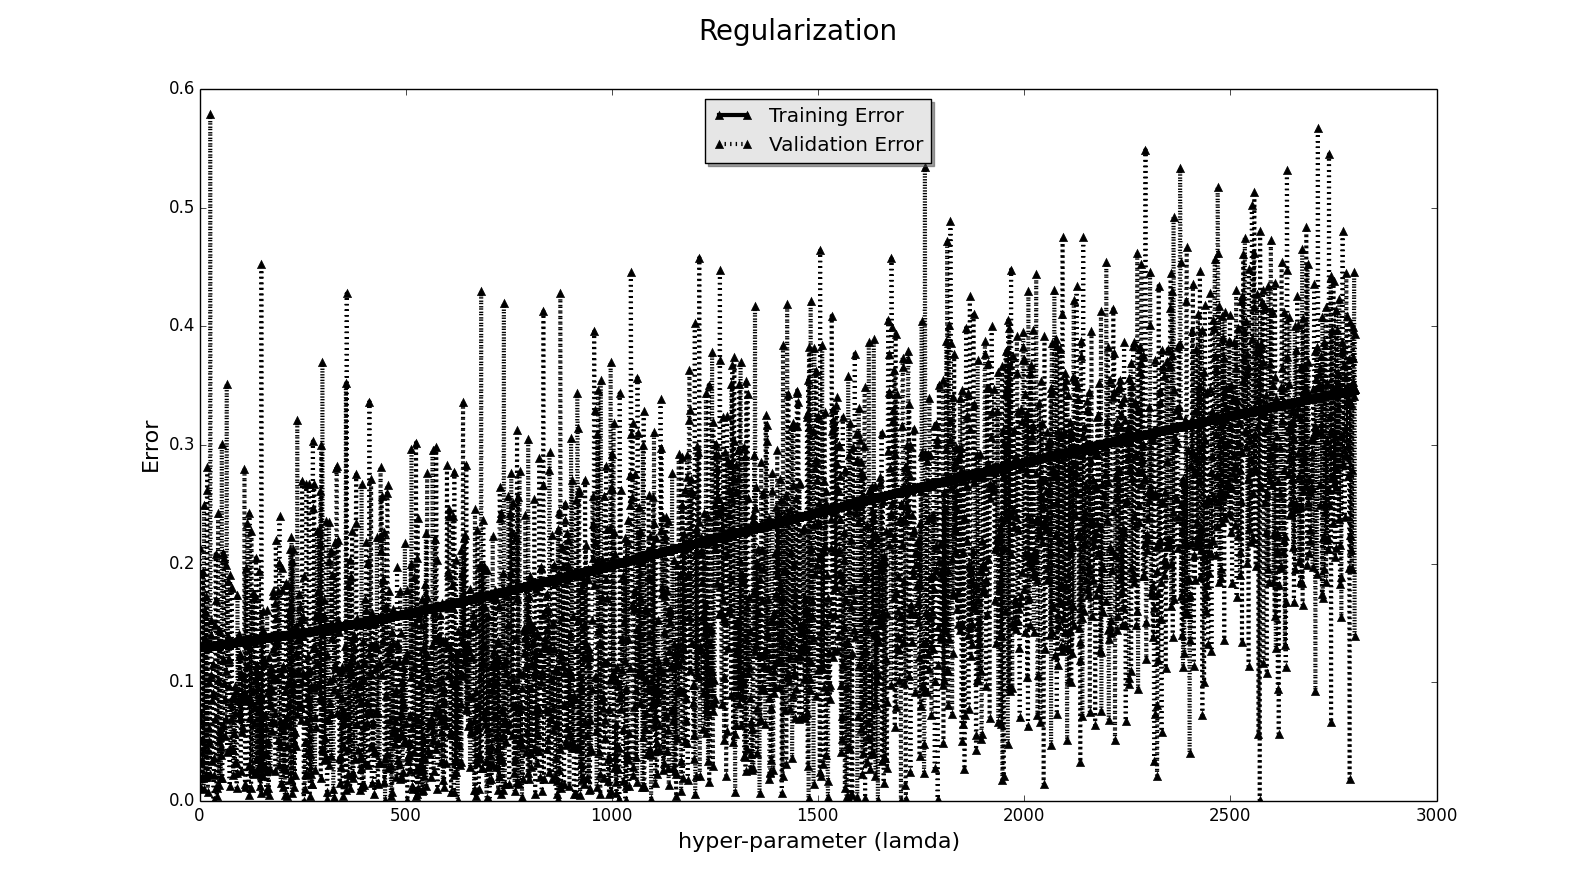 Regularization
Training Error
Validation Error
0.6
0.5
0.4
0.3
0.2
0.1
0.0
Error
0
500
1000
1500
2000
2500
3000
hyper-parameter (lamda)